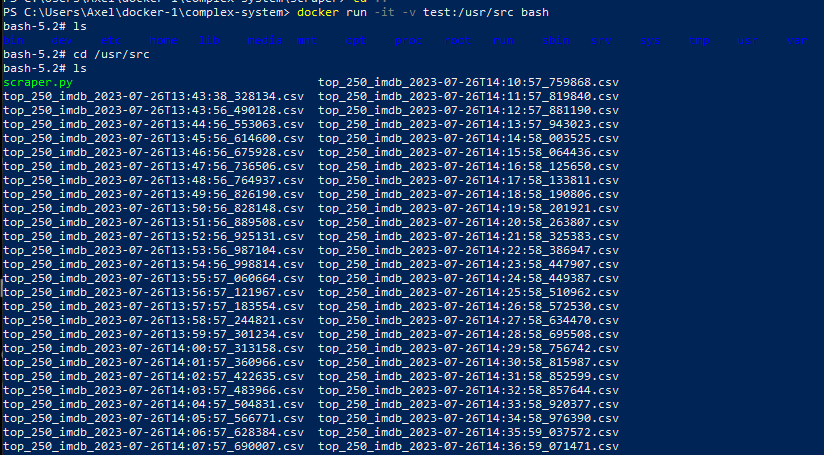 PS C:\Users\Axel\docker-1\complex-system> docker run -it -v test:/usr/src bash
bash-5.2# ls
bin dev etc home lib media mnt opt proc root run sbin srv sys tmp usr var
bash-5.2# cd /usr/src
bash-5.2# ls
scraper.py top_250_imdb_2023-07-26T14:10:57_759868.csv
top_250_imdb_2023-07-26T13:43:38_328134.csv top_250_imdb_2023-07-26T14:11:57_819840.csv
top_250_imdb_2023-07-26T13:43:56_490128.csv top_250_imdb_2023-07-26T14:12:57_881190.csv
top_250_imdb_2023-07-26T13:44:56_553063.csv top_250_imdb_2023-07-26T14:13:57_943023.csv
top_250_imdb_2023-07-26T13:45:56_614600.csv top_250_imdb_2023-07-26T14:14:58_003525.csv
top_250_imdb_2023-07-26T13:46:56_675928.csv top_250_imdb_2023-07-26T14:15:58_064436.csv
top_250_imdb_2023-07-26T13:47:56_736506.csv top_250_imdb_2023-07-26T14:16:58_125650.csv
top_250_imdb_2023-07-26T13:48:56_764937.csv top_250_imdb_2023-07-26T14:17:58_133811.csv
top_250_imdb_2023-07-26T13:49:56_826190.csv top_250_imdb_2023-07-26T14:18:58_190806.csv
top_250_imdb_2023-07-26T13:50:56_828148.csv top_250_imdb_2023-07-26T14:19:58_201921.csv
top_250_imdb_2023-07-26T13:51:56_889508.csv top_250_imdb_2023-07-26T14:20:58_263807.csv
top_250_imdb_2023-07-26T13:52:56_925131.csv top_250_imdb_2023-07-26T14:21:58_325383.csv
top_250_imdb_2023-07-26T13:53:56_987104.csv top_250_imdb_2023-07-26T14:22:58_386947.csv
top_250_imdb_2023-07-26T13:54:56_998814.csv top_250_imdb_2023-07-26T14:23:58_447907.csv
top_250_imdb_2023-07-26T13:55:57_060664.csv top_250_imdb_2023-07-26T14:24:58_449387.csv
top_250_imdb_2023-07-26T13:56:57_121967.csv top_250_imdb_2023-07-26T14:25:58_510962.csv
top_250_imdb_2023-07-26T13:57:57_183554.csv top_250_imdb_2023-07-26T14:26:58_572530.csv
top_250_imdb_2023-07-26T13:58:57_244821.csv top_250_imdb_2023-07-26T14:27:58_634470.csv
top_250_imdb_2023-07-26T13:59:57_301234.csv top_250_imdb_2023-07-26T14:28:58_695508.csv
top_250_imdb_2023-07-26T14:00:57_313158.csv top_250_imdb_2023-07-26T14:29:58_756742.csv
top_250_imdb_2023-07-26T14:01:57_360966.csv top_250_imdb_2023-07-26T14:30:58_815987.csv
top_250_imdb_2023-07-26T14:02:57_422635.csv top_250_imdb_2023-07-26T14:31:58_852599.csv
top_250_imdb_2023-07-26T14:03:57_483966.csv top_250_imdb_2023-07-26T14:32:58_857644.csv
top_250_imdb_2023-07-26T14:04:57_504831.csv top_250_imdb_2023-07-26T14:33:58_920377.csv
top_250_imdb_2023-07-26T14:05:57_566771.csv top_250_imdb_2023-07-26T14:34:58_976390.csv
top_250_imdb_2023-07-26T14:06:57_628384.csv top_250_imdb_2023-07-26T14:35:59_037572.csv
top_250_imdb_2023-07-26T14:07:57_690007.csv top_250_imdb_2023-07-26T14:36:59_071471.csv